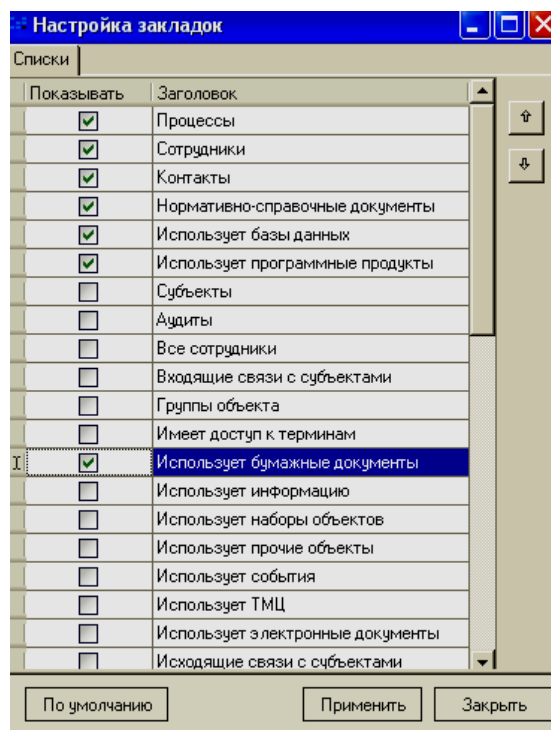 Настройка закладок
Списки
Показывать Заголовок
Процессы
Сотрудники
Контакты
Нормативно-справочные документы
Использует базы данных
Использует программные продукты
Субъекты
Аудиты
Все сотрудники
Входящие связи с субъектами
Группы объекта
Имеет доступ к терминам
Использует бумажные документы
Использует информацию
Использует наборы объектов
Использует прочие объекты
Использует события
Использует ТМЦ
Использует электронные документы
Исходящие связи с субъектами
По умолчанию Применить Закрыть